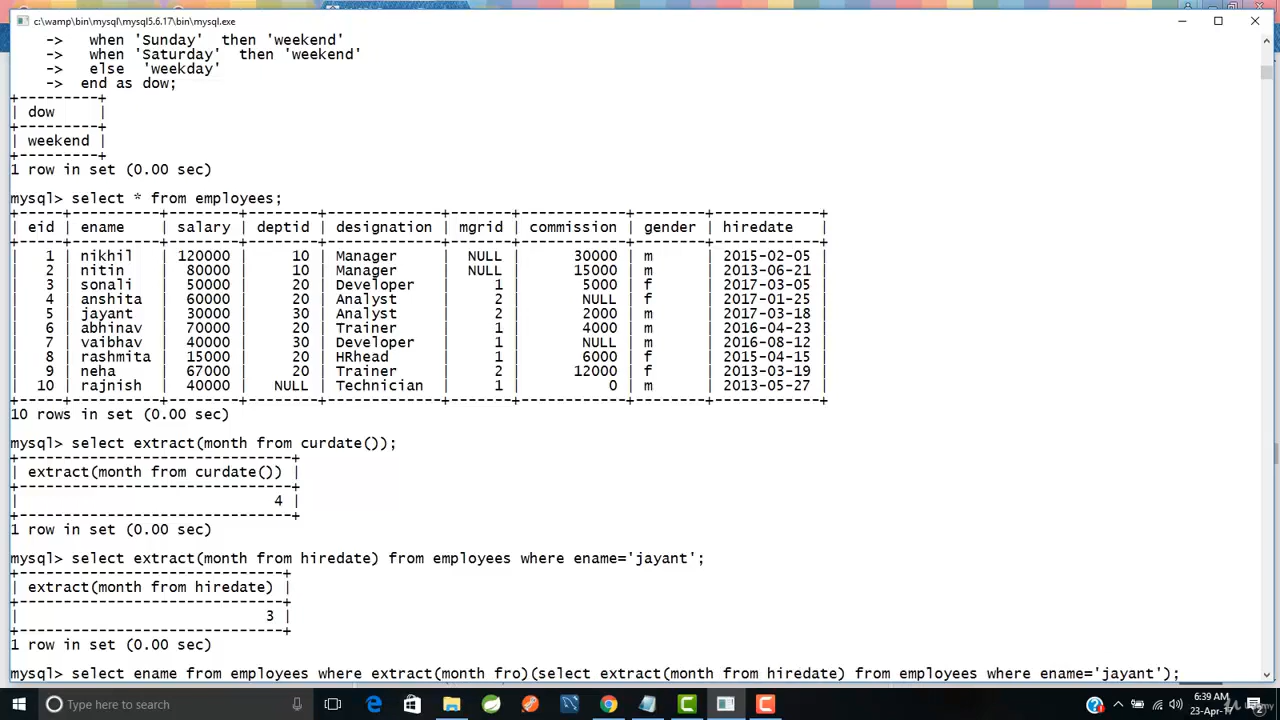 c:\wamp\bin\mysql\mysql5.6.17\bin\mysql.exe
    ->   when 'Sunday'  then 'weekend'
    ->   when 'Saturday'  then 'weekend'
    ->   else  'weekday'
    ->  end as dow;
+---------+
| dow     |
+---------+
| weekend |
+---------+
1 row in set (0.00 sec)
mysql> select * from employees;
+-----+----------+--------+--------+-------------+-------+------------+--------+------------+
| eid | ename    | salary | deptid | designation | mgrid | commission | gender | hiredate   |
+-----+----------+--------+--------+-------------+-------+------------+--------+------------+
|   1 | nikhil   | 120000 |     10 | Manager     |  NULL |      30000 | m      | 2015-02-05 |
|   2 | nitin    |  80000 |     10 | Manager     |  NULL |      15000 | m      | 2013-06-21 |
|   3 | sonali   |  50000 |     20 | Developer   |     1 |       5000 | f      | 2017-03-05 |
|   4 | anshita  |  60000 |     20 | Analyst     |     2 |       NULL | f      | 2017-01-25 |
|   5 | jayant   |  30000 |     30 | Analyst     |     2 |       2000 | m      | 2017-03-18 |
|   6 | abhinav  |  70000 |     20 | Trainer     |     1 |       4000 | m      | 2016-04-23 |
|   7 | vaibhav  |  40000 |     30 | Developer   |     1 |       NULL | m      | 2016-08-12 |
|   8 | rashmita |  15000 |     20 | HRhead      |     1 |       6000 | f      | 2015-04-15 |
|   9 | neha     |  67000 |     20 | Trainer     |     2 |      12000 | f      | 2013-03-19 |
|  10 | rajnish  |  40000 |   NULL | Technician  |     1 |          0 | m      | 2013-05-27 |
+-----+----------+--------+--------+-------------+-------+------------+--------+------------+
10 rows in set (0.00 sec)
mysql> select extract(month from curdate());
+-------------------------------+
| extract(month from curdate()) |
+-------------------------------+
|                             4 |
+-------------------------------+
1 row in set (0.00 sec)
mysql> select extract(month from hiredate) from employees where ename='jayant';
+------------------------------+
| extract(month from hiredate) |
+------------------------------+
|                            3 |
+------------------------------+
1 row in set (0.00 sec)
mysql> select ename from employees where extract(month fro)(select extract(month from hiredate) from employees where ename='jayant');
Type here to search
6:39 AM
23-Apr-17